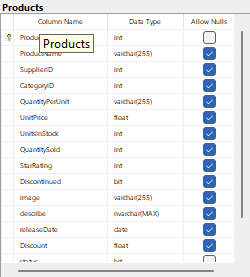 Products
Column Name Data Type Allow Nulls
Produ int
Products
ProductName varchar(255)
SupplierID int
CategoryID int
QuantityPerUnit varchar(255)
UnitPrice float
UnitsInStock int
QuantitySold int
StarRating int
Discontinued bit
image varchar(255)
describe nvarchar(MAX)
releaseDate date
Discount float
status bit